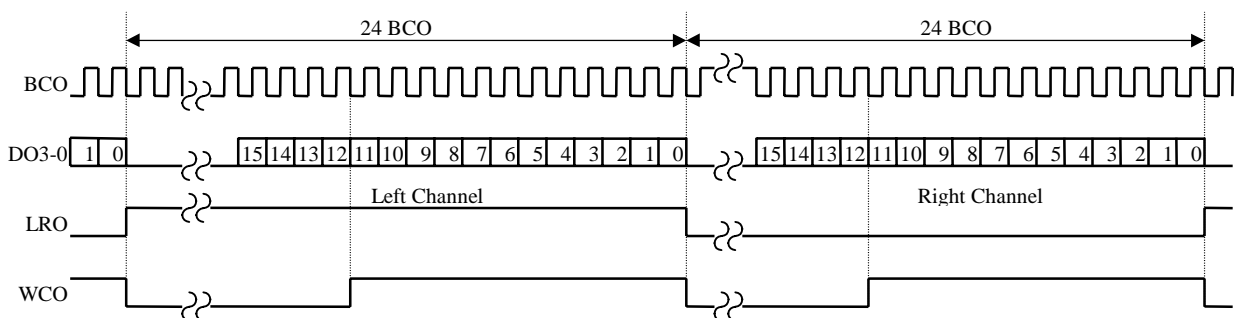 24 BCO 24 BCO
BCO
DO3-0 1 0 15 14 13 12 11 10 9 8 7 6 5 4 3 2 1 0 15 14 13 12 11 10 9 8 7 6 5 4 3 2 1 0
Left Channel Right Channel
LRO
WCO